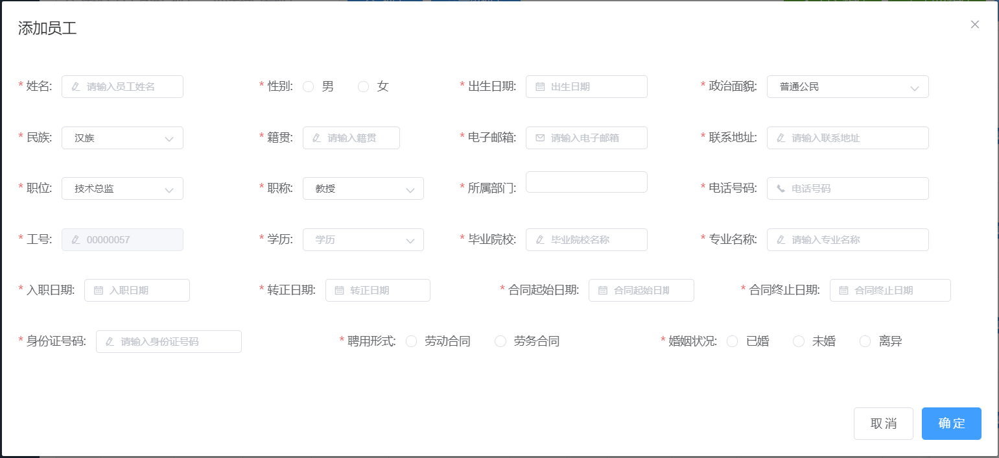 添加员工
* 姓名: 请输入员工姓名 * 性别: 男 女 * 出生日期: 出生日期 * 政治面貌: 普通公民
* 民族: 汉族 * 籍贯: 请输入籍贯 * 电子邮箱: 请输入电子邮箱 * 联系地址: 请输入联系地址
* 职位: 技术总监 * 职称: 教授 * 所属部门: * 电话号码: 电话号码
* 工号: 00000057 * 学历: 学历 * 毕业院校: 毕业院校名称 * 专业名称: 请输入专业名称
* 入职日期: 入职日期 * 转正日期: 转正日期 * 合同起始日期: 合同起始日期 * 合同终止日期: 合同终止日期
* 身份证号码: 请输入身份证号码 * 聘用形式: 劳动合同 劳务合同 * 婚姻状况: 已婚 未婚 离异
取消 确定